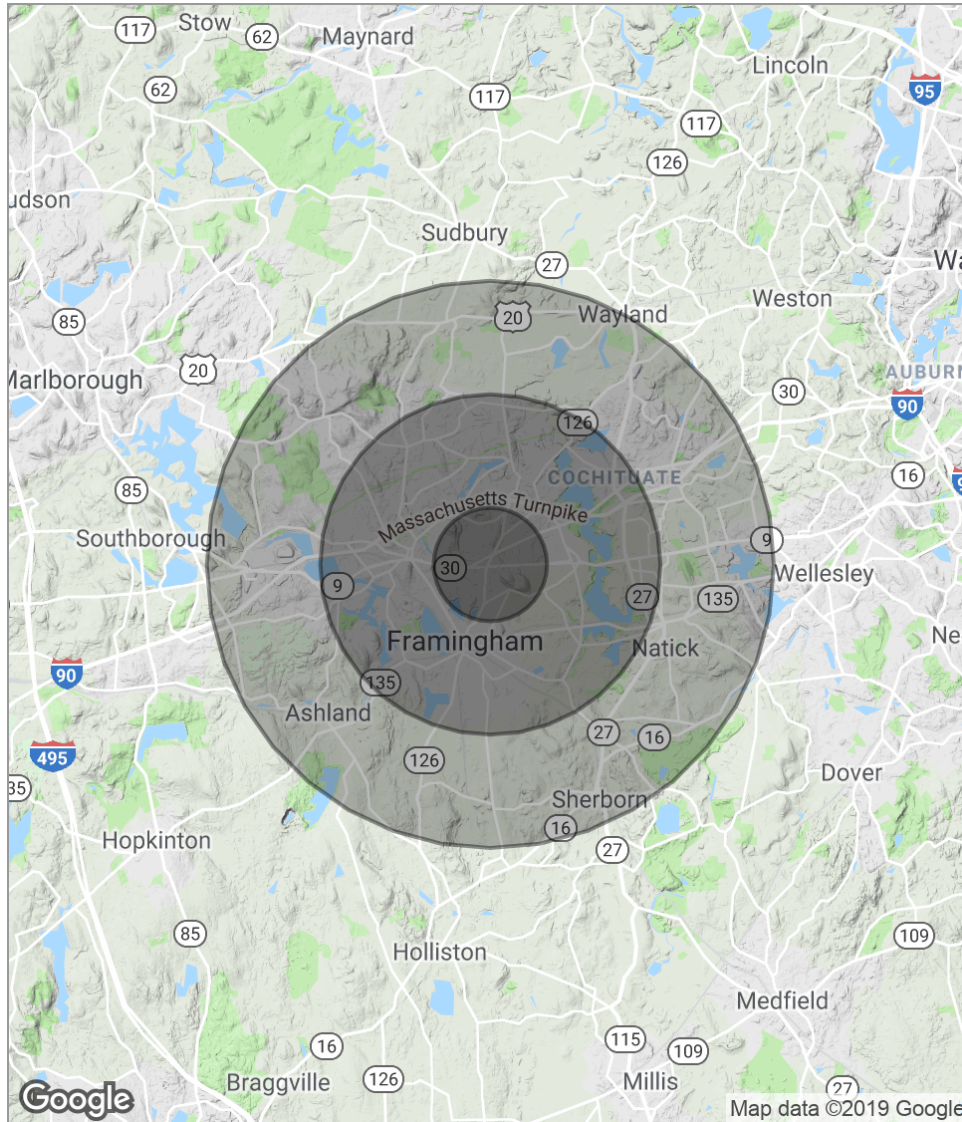 117
Stow
62
Maynard
Lincoln
95
62
117
117
126
udson
Sudbury
27
Wa
85
20
Wayland
Weston
20
Marlborough
30
AUBURN
90
126
85
COCHITUATE
16
9
Massachusetts Turnpike
Southborough
9
30
Wellesley
9
27
135
Framingham
Natick
Ne
90
135
Ashland
495
126
27
16
Dover
35
Sherborn
16
Hopkinton
27
85
109
Holliston
Medfield
16
115
109
Braggville
126
Millis
27
Google
Map data ©2019 Google